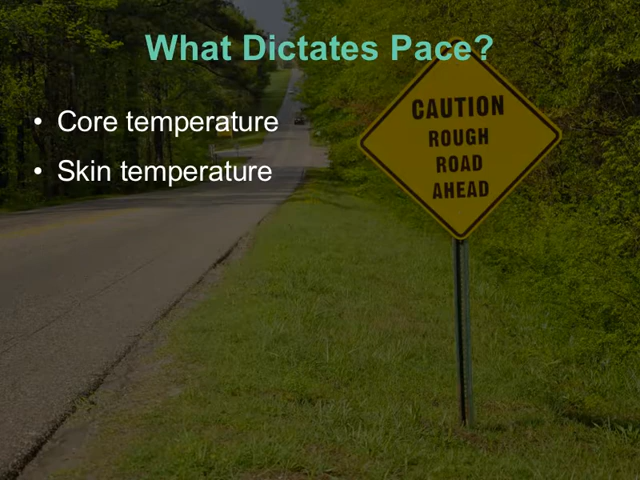 What Dictates Pace?
• Core temperature
• Skin temperature
CAUTION
ROUGH
ROAD
AHEAD